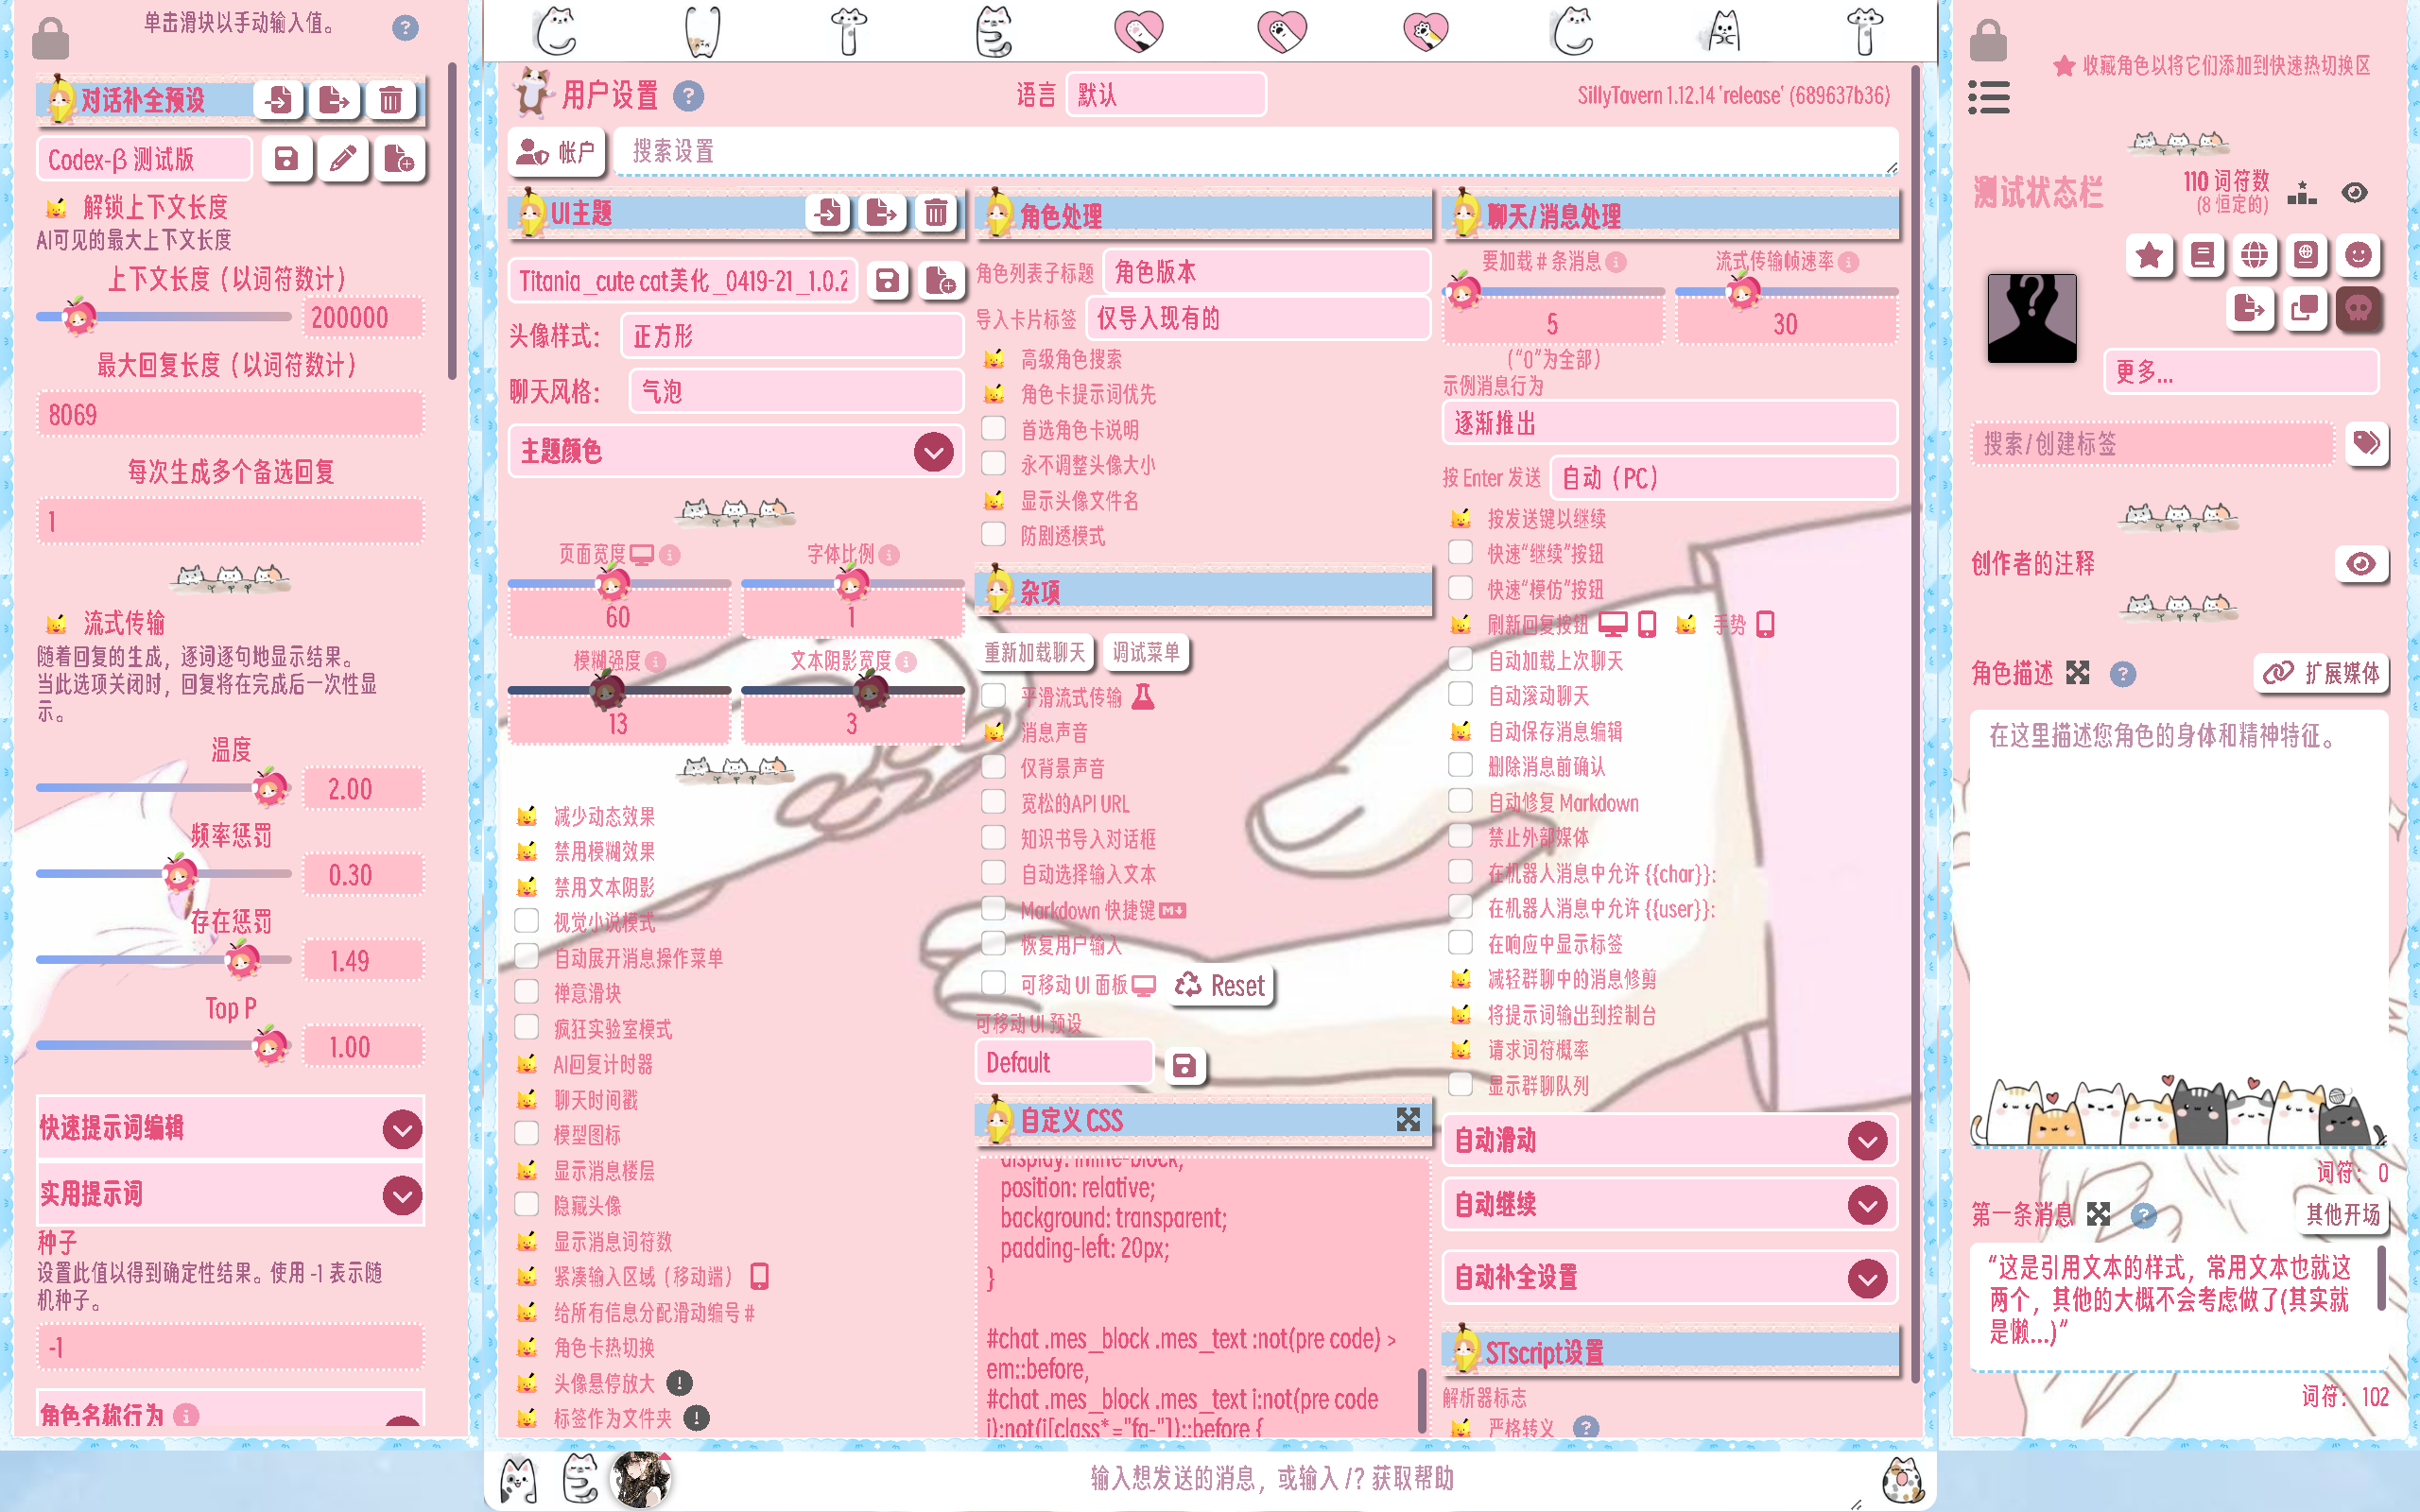 单击滑块以手动输入值。
对话补全预设
Codex-β 测试版
解锁上下文长度
AI可见的最大上下文长度
上下文长度（以词符数计）
200000
最大回复长度（以词符数计）
8069
每次生成多个备选回复
1
流式传输
随着回复的生成，逐词逐句地显示结果。
当此选项关闭时，回复将在完成后一次性显
示。
温度
2.00
频率惩罚
0.30
存在惩罚
1.49
Top P
1.00
快速提示词编辑
实用提示词
种子
设置此值以得到确定性结果。使用 -1 表示随
机种子。
-1
角色名称行为
用户设置
语言 默认
SillyTavern 1.12.14 'release' (689637b36)
帐户
搜索设置
UI主题
Titania_cute cat美化_0419-21_1.0.2
头像样式：
正方形
聊天风格：
气泡
主题颜色
页面宽度
字体比例
60
1
模糊强度
文本阴影宽度
13
3
减少动态效果
禁用模糊效果
禁用文本阴影
视觉小说模式
自动展开消息操作菜单
禅意滑块
疯狂实验室模式
AI回复计时器
聊天时间戳
模型图标
显示消息楼层
隐藏头像
显示消息词符数
紧凑输入区域（移动端）
给所有信息分配滑动编号 #
角色卡热切换
头像悬停放大
标签作为文件夹
角色处理
角色列表子标题
角色版本
导入卡片标签
仅导入现有的
高级角色搜索
角色卡提示词优先
首选角色卡说明
永不调整头像大小
显示头像文件名
防剧透模式
杂项
重新加载聊天
调试菜单
平滑流式传输
消息声音
仅背景声音
宽松的API URL
知识书导入对话框
自动选择输入文本
Markdown 快捷键
恢复用户输入
可移动 UI 面板
Reset
可移动 UI 预设
Default
自定义 CSS
display: inline-block;
position: relative;
background: transparent;
padding-left: 20px;
}
#chat .mes_block .mes_text :not(pre code) >
em::before,
#chat .mes_block .mes_text i:not(pre code
i):not(i[class*="fa-"])::before {
聊天/消息处理
要加载 # 条消息
流式传输帧速率
5
30
（“0”为全部）
示例消息行为
逐渐推出
按 Enter 发送
自动（PC）
按发送键以继续
快速“继续”按钮
快速“模仿”按钮
刷新回复按钮
手势
自动加载上次聊天
自动滚动聊天
自动保存消息编辑
删除消息前确认
自动修复 Markdown
禁止外部媒体
在机器人消息中允许 {{char}}:
在机器人消息中允许 {{user}}:
在响应中显示标签
减轻群聊中的消息修剪
将提示词输出到控制台
请求词符概率
显示群聊队列
自动滑动
自动继续
自动补全设置
STscript设置
解析器标志
严格转义
输入想发送的消息，或输入 /? 获取帮助
收藏角色以将它们添加到快速热切换区
测试状态栏
110 词符数
(8 恒定的)
更多...
搜索/创建标签
创作者的注释
角色描述
扩展媒体
在这里描述您角色的身体和精神特征。
词符： 0
第一条消息
其他开场
“这是引用文本的样式，常用文本也就这
两个，其他的大概不会考虑做了(其实就
是懒...)”
词符： 102